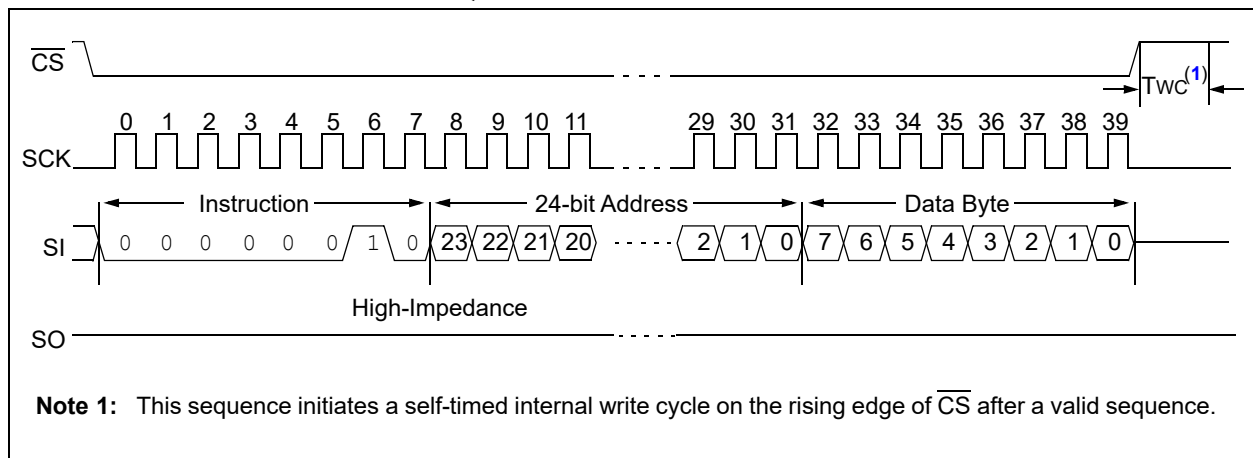 CS
TWC(1)
0 1 2 3 4 5 6 7 8 9 10 11 29 30 31 32 33 34 35 36 37 38 39
SCK
Instruction 24-bit Address Data Byte
SI 0 0 0 0 0 0 1 0 23 22 21 20 2 1 0 7 6 5 4 3 2 1 0
High-Impedance
SO
Note 1: This sequence initiates a self-timed internal write cycle on the rising edge of CS after a valid sequence.